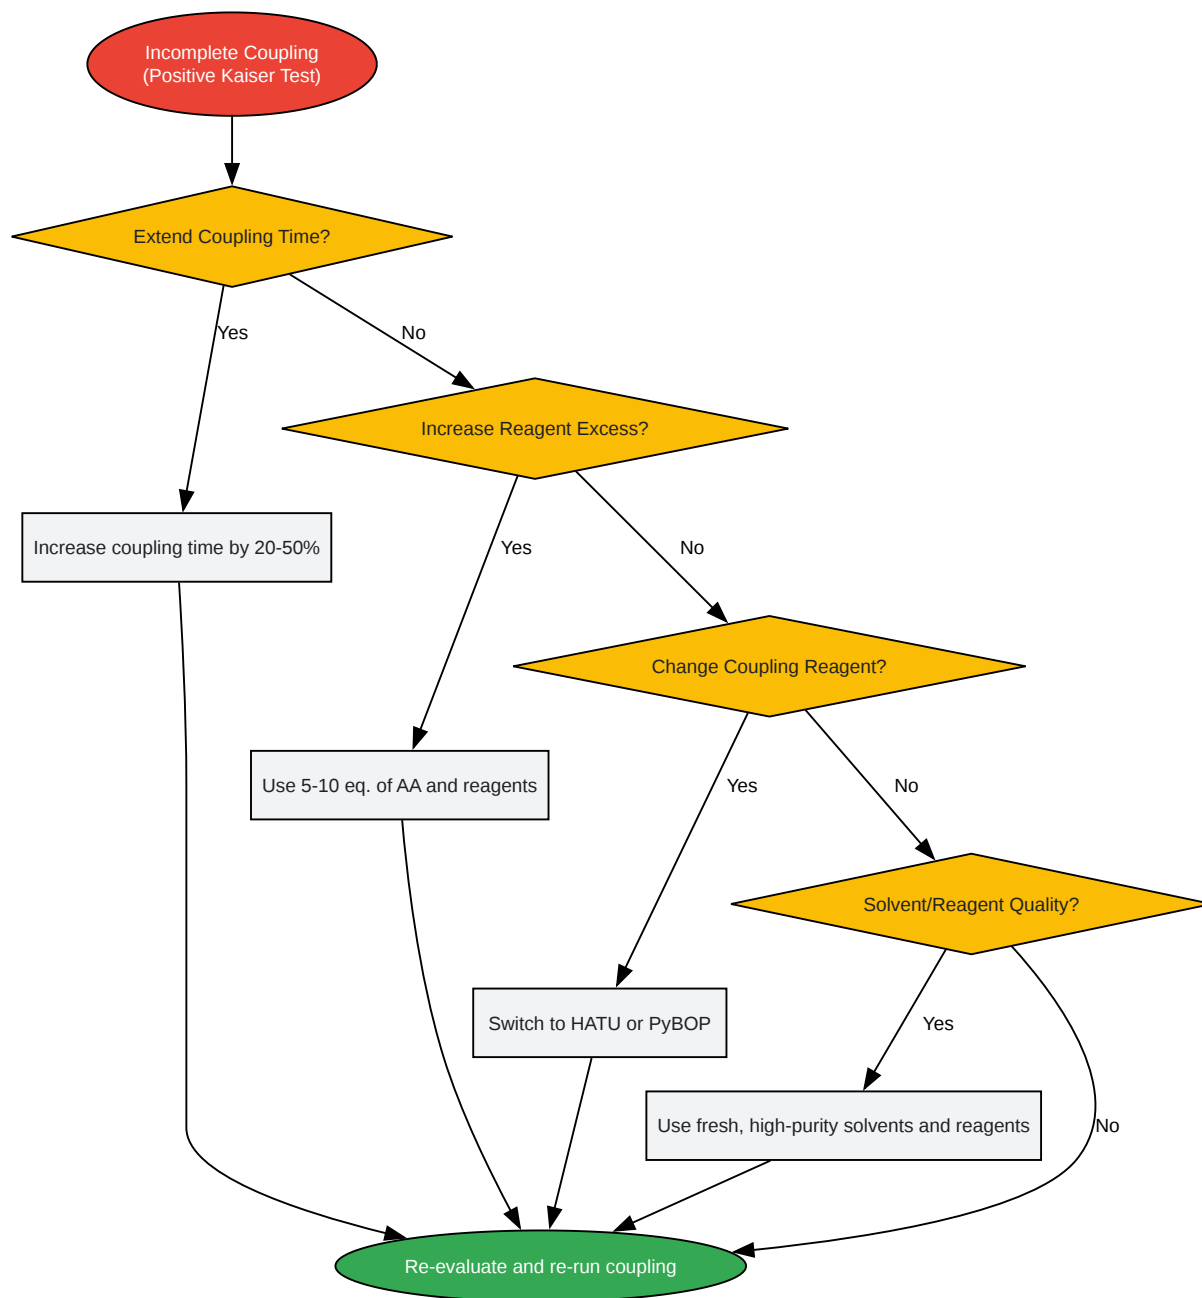 Incomplete Coupling
(Positive Kaiser Test)
Extend Coupling Time?
Yes
No
Increase Reagent Excess?
Increase coupling time by 20-50%
Yes
No
Change Coupling Reagent?
Use 5-10 eq. of AA and reagents
Yes
No
Solvent/Reagent Quality?
Switch to HATU or PyBOP
Yes
Use fresh, high-purity solvents and reagents
No
Re-evaluate and re-run coupling